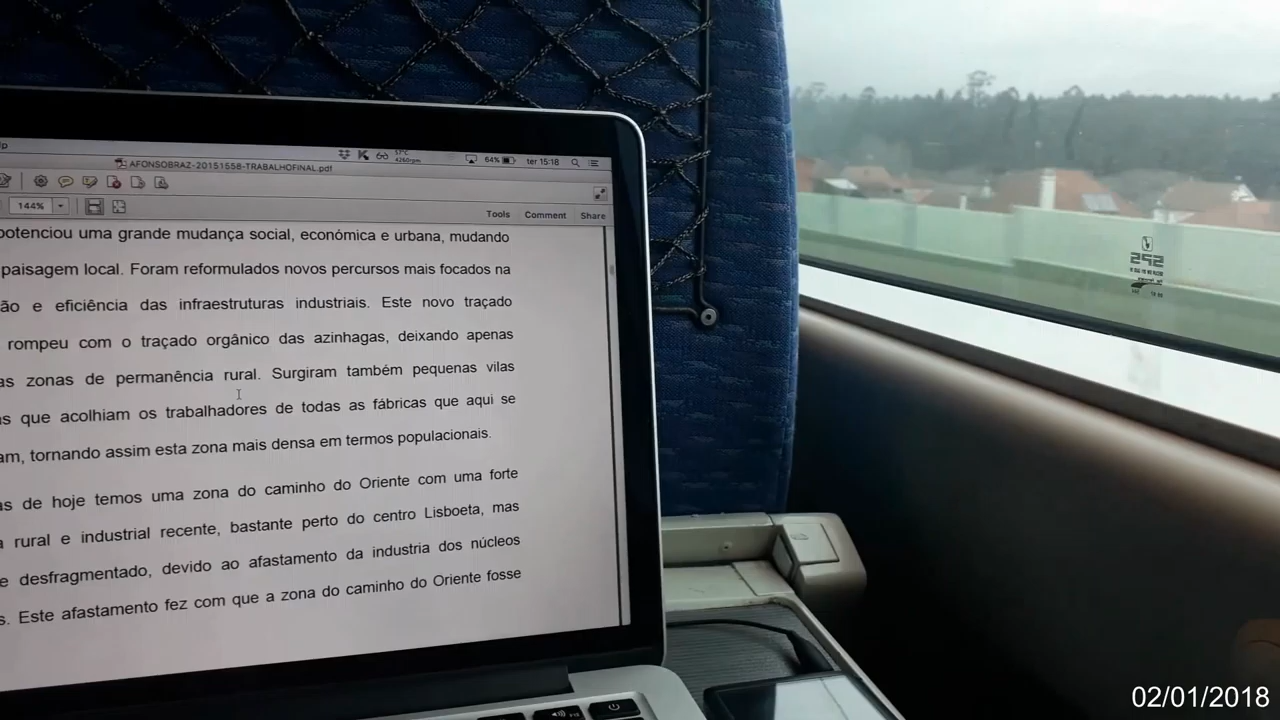 AFONSOBRAZ-20151558-TRABALHOFINAL.pdf
57°C
4260rpm
64%
ter 15:18
144%
Tools Comment Share
potenciou uma grande mudança social, económica e urbana, mudando
paisagem local. Foram reformulados novos percursos mais focados na
ão e eficiência das infraestruturas industriais. Este novo traçado
rompeu com o traçado orgânico das azinhagas, deixando apenas
as zonas de permanência rural. Surgiram também pequenas vilas
as que acolhiam os trabalhadores de todas as fábricas que aqui se
am, tornando assim esta zona mais densa em termos populacionais.
as de hoje temos uma zona do caminho do Oriente com uma forte
a rural e industrial recente, bastante perto do centro Lisboeta, mas
e desfragmentado, devido ao afastamento da industria dos núcleos
s. Este afastamento fez com que a zona do caminho do Oriente fosse
02/01/2018